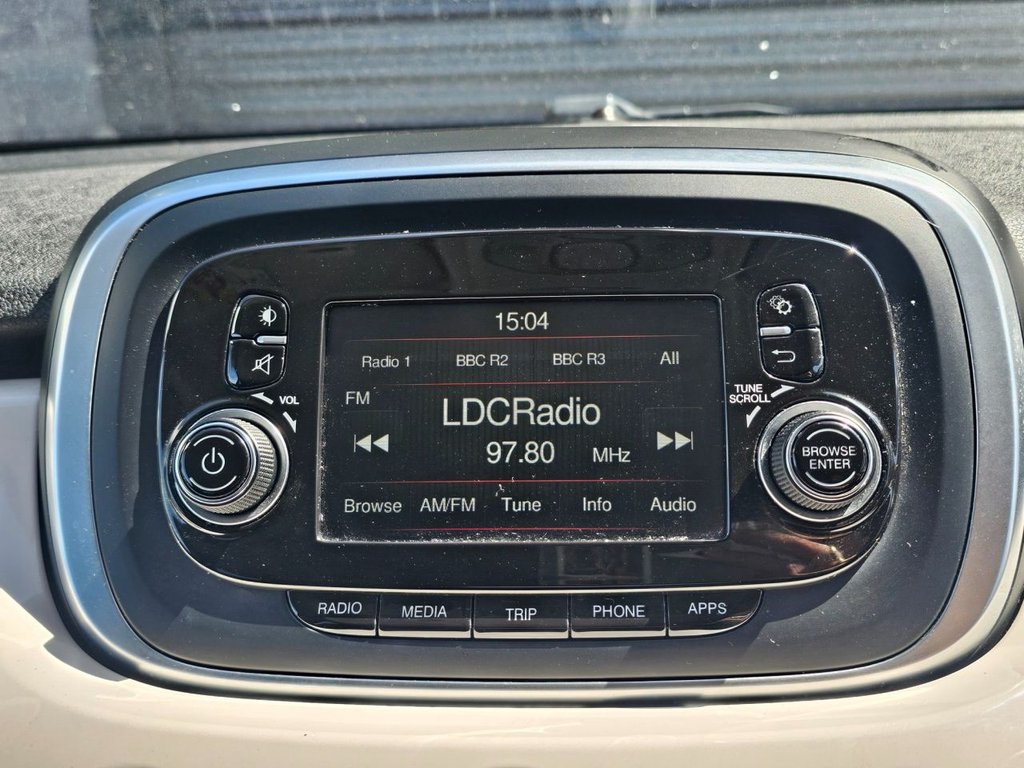 15:04
Radio 1 BBC R2 BBC R3 All
FM
LDCRadio
97.80 MHz
Browse AM/FM Tune Info Audio
VOL
TUNE
SCROLL
BROWSE
ENTER
RADIO MEDIA TRIP PHONE APPS